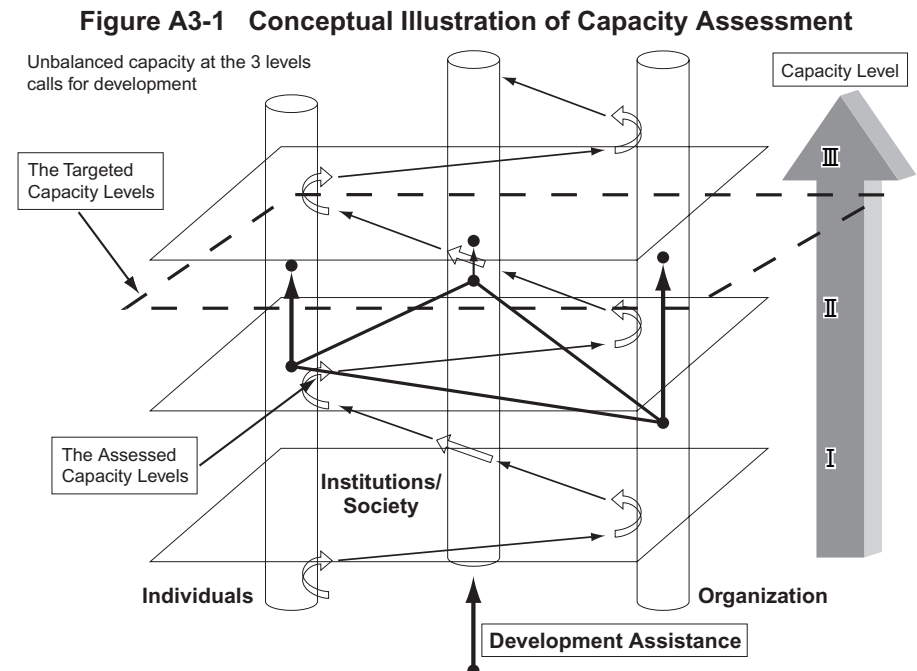 Figure A3-1 Conceptual Illustration of Capacity Assessment
Unbalanced capacity at the 3 levels
calls for development
Capacity Level
The Targeted
Capacity Levels
Ⅲ
Ⅱ
The Assessed
Capacity Levels
Ⅰ
Institutions/
Society
Individuals
Organization
Development Assistance